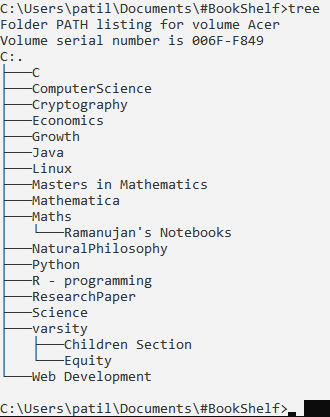 C:\Users\patil\Documents\#BookShelf>tree
Folder PATH listing for volume Acer
Volume serial number is 006F-F849
C:.
├───C
├───ComputerScience
├───Cryptography
├───Economics
├───Growth
├───Java
├───Linux
├───Masters in Mathematics
├───Mathematica
├───Maths
│   └───Ramanujan's Notebooks
├───NaturalPhilosophy
├───Python
├───R - programming
├───ResearchPaper
├───Science
├───varsity
│   ├───Children Section
│   └───Equity
└───Web Development
C:\Users\patil\Documents\#BookShelf>